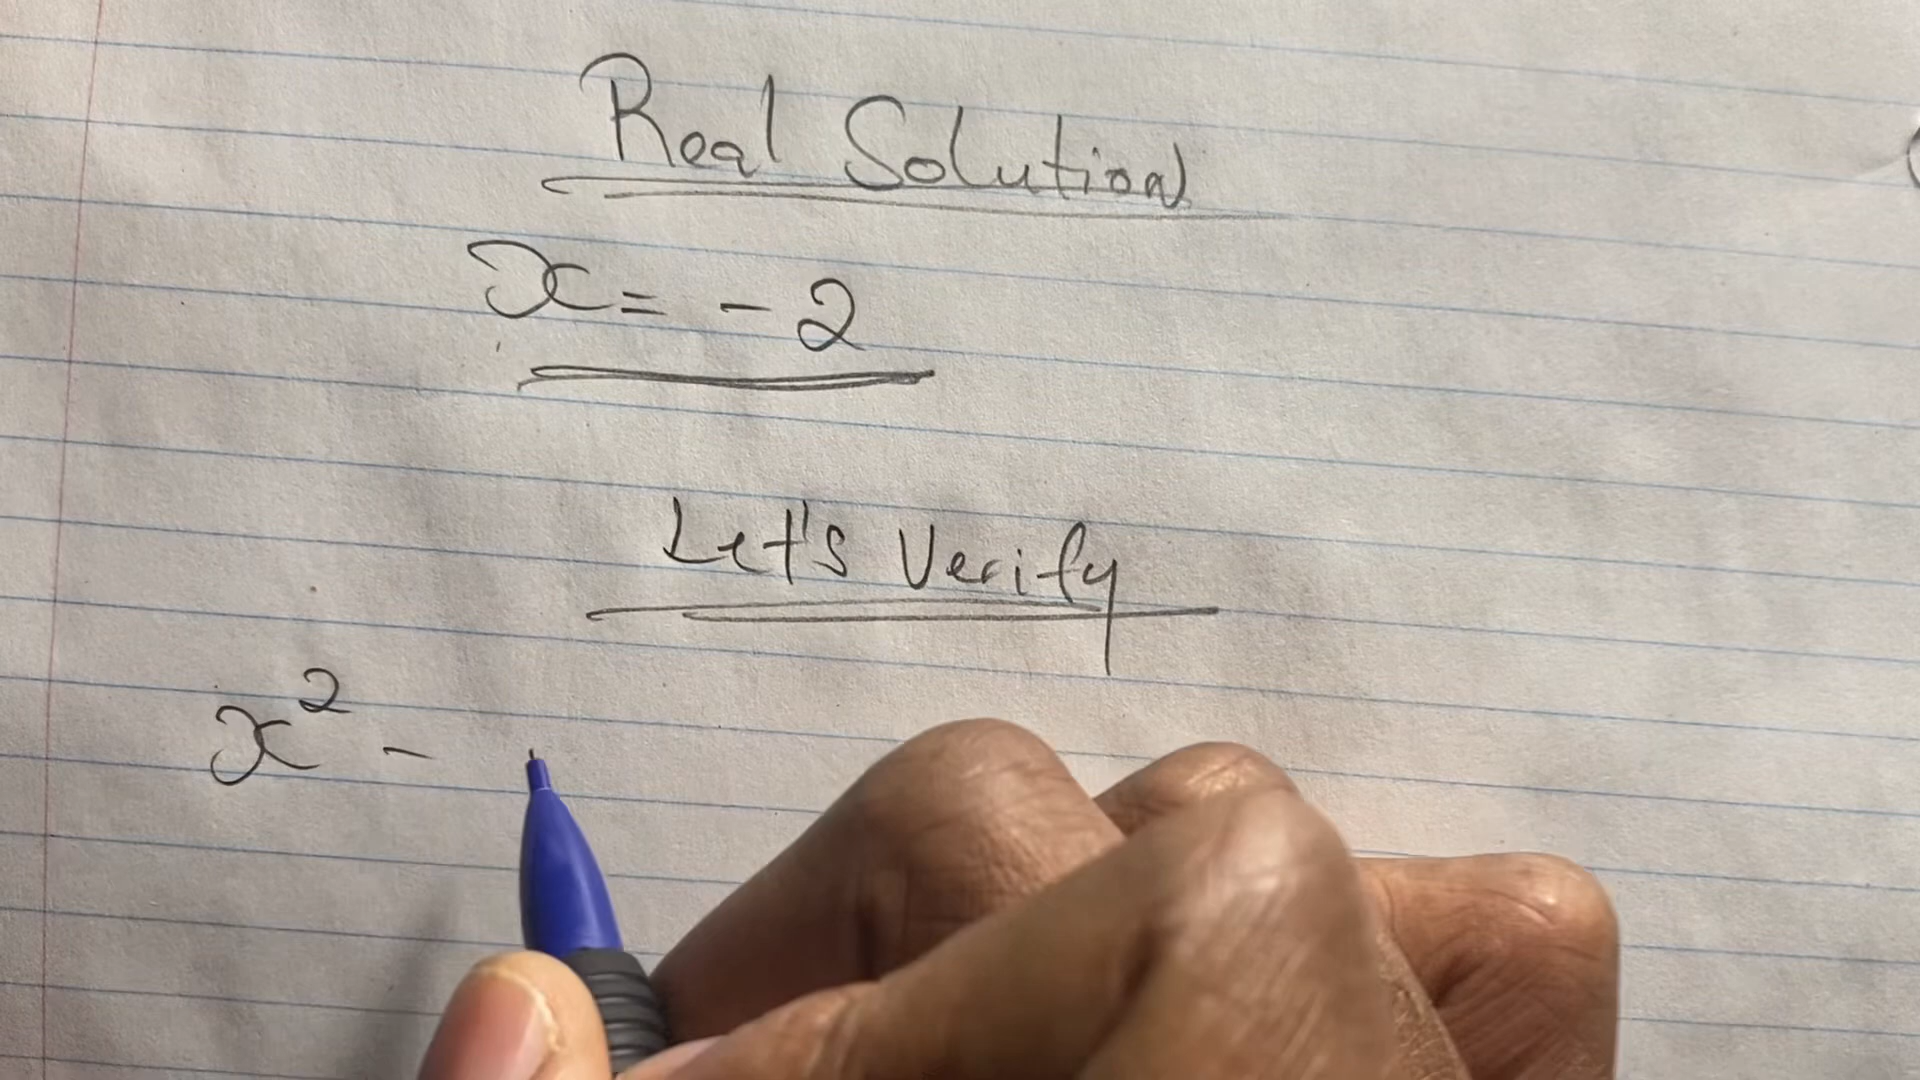 Real Solution
x = - 2
Let's Verify
x² -